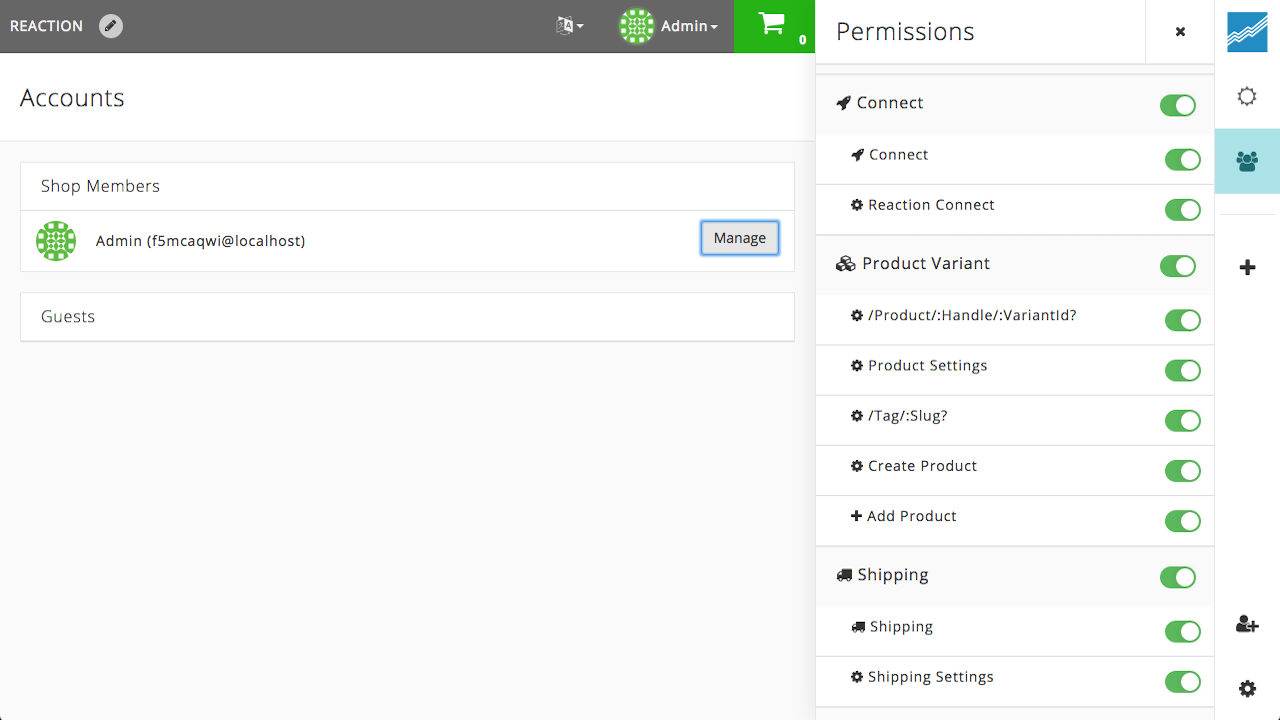 REACTION
Admin
0
Accounts
Shop Members
Admin (f5mcaqwi@localhost)
Manage
Guests
Permissions
Connect
Connect
Reaction Connect
Product Variant
/Product/:Handle/:VariantId?
Product Settings
/Tag/:Slug?
Create Product
Add Product
Shipping
Shipping
Shipping Settings